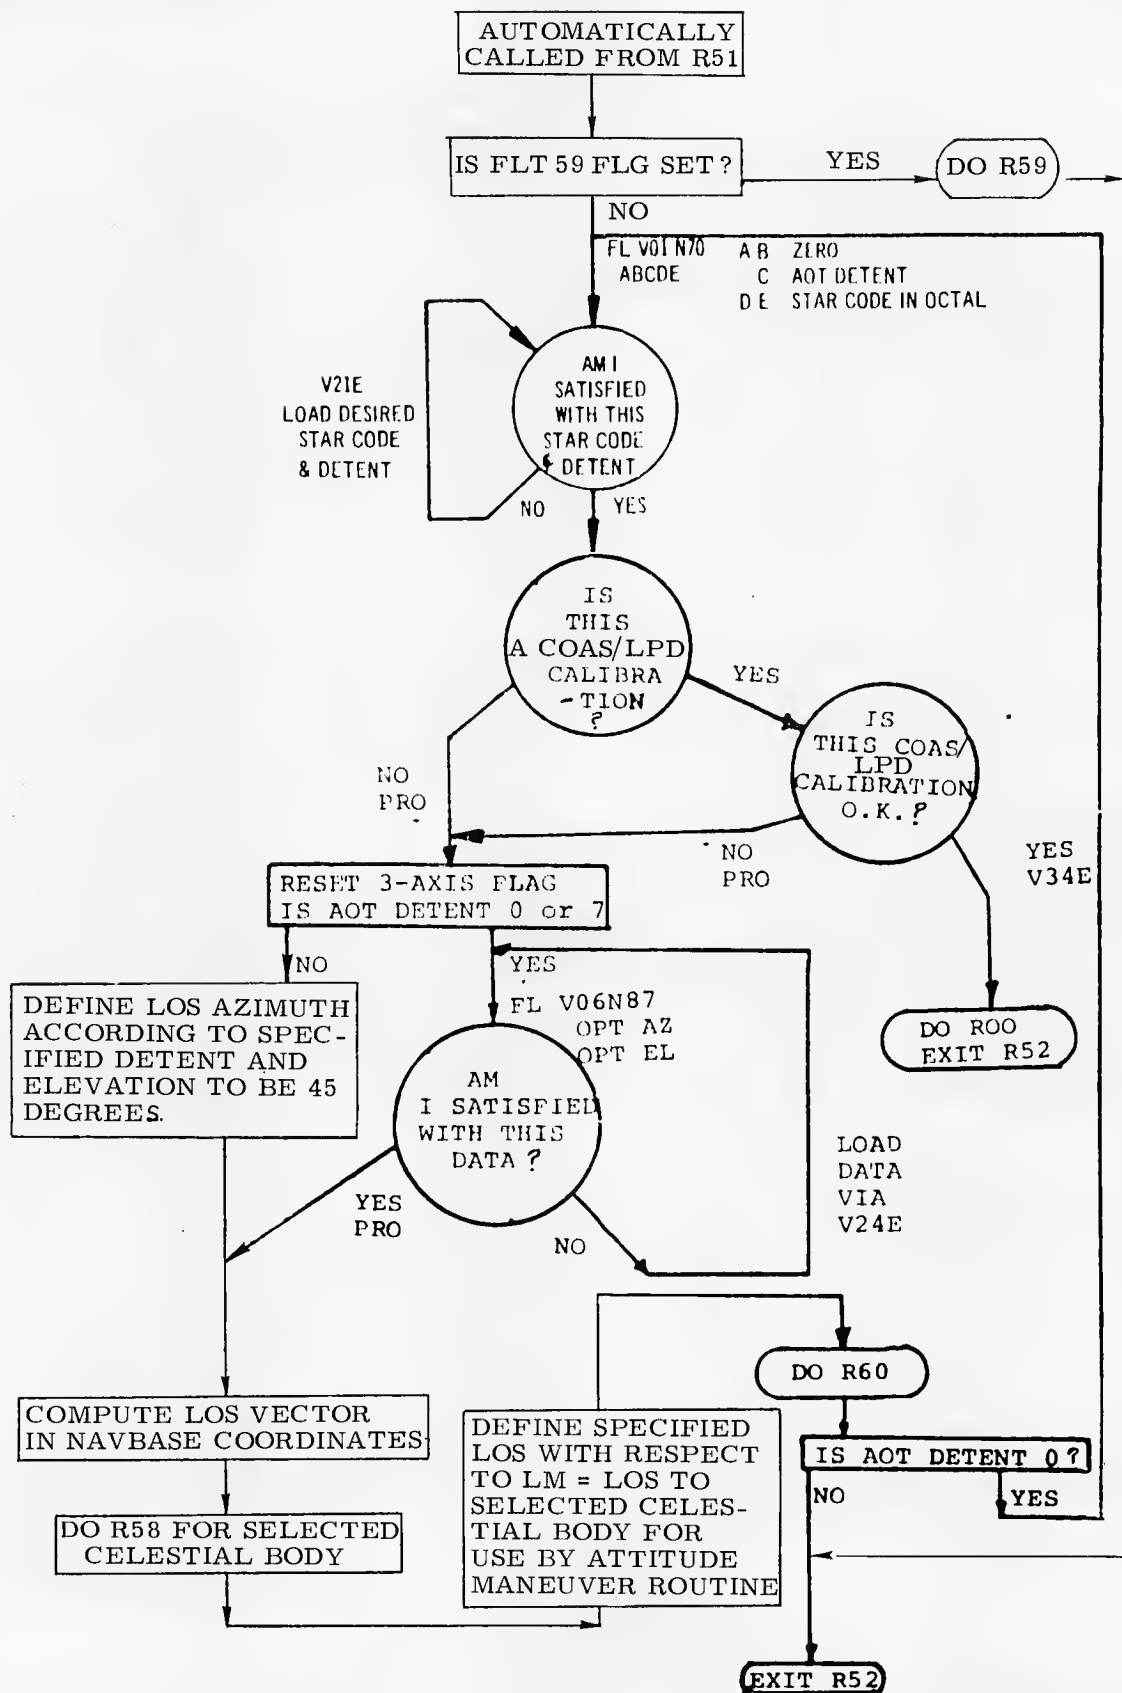 AUTOMATICALLY
CALLED FROM R51
IS FLT 59 FLG SET?
YES
DO R59
NO
FL V01 N70
ABCDE
A B ZERO
C AOT DETENT
D E STAR CODE IN OCTAL
AM I
SATISFIED
WITH THIS
STAR CODE
& DETENT
V21E
LOAD DESIRED
STAR CODE
& DETENT
NO
YES
IS
THIS
A COAS/LPD
CALIBRA
-TION
?
YES
IS
THIS COAS/
LPD
CALIBRATION
O.K.?
NO
PRO
NO
PRO
YES
V34E
RESET 3-AXIS FLAG
IS AOT DETENT 0 or 7
NO
YES
FL V06N87
OPT AZ
OPT EL
DEFINE LOS AZIMUTH
ACCORDING TO SPEC-
IFIED DETENT AND
ELEVATION TO BE 45
DEGREES.
DO R00
EXIT R52
AM
I SATISFIED
WITH THIS
DATA?
LOAD
DATA
VIA
V24E
YES
PRO
NO
DO R60
COMPUTE LOS VECTOR
IN NAVBASE COORDINATES
DEFINE SPECIFIED
LOS WITH RESPECT
TO LM = LOS TO
SELECTED CELES-
TIAL BODY FOR
USE BY ATTITUDE
MANEUVER ROUTINE
IS AOT DETENT 0?
NO
YES
DO R58 FOR SELECTED
CELESTIAL BODY
EXIT R52